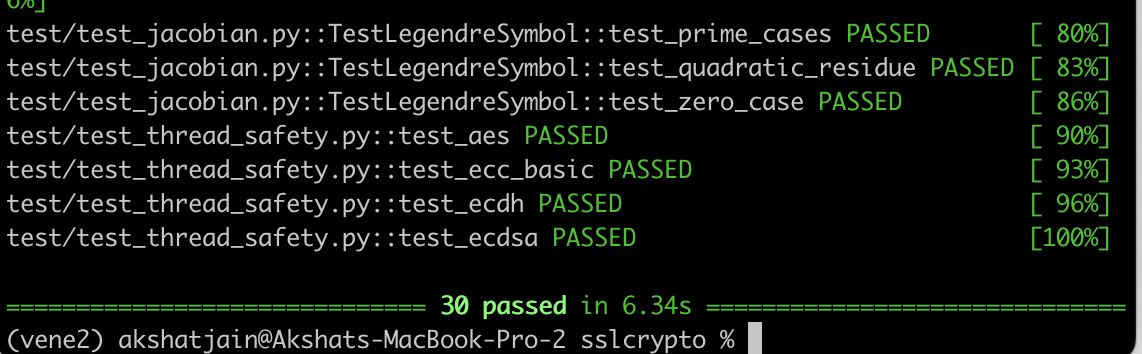 6%]
test/test_jacobian.py::TestLegendreSymbol::test_prime_cases PASSED [ 80%]
test/test_jacobian.py::TestLegendreSymbol::test_quadratic_residue PASSED [ 83%]
test/test_jacobian.py::TestLegendreSymbol::test_zero_case PASSED [ 86%]
test/test_thread_safety.py::test_aes PASSED [ 90%]
test/test_thread_safety.py::test_ecc_basic PASSED [ 93%]
test/test_thread_safety.py::test_ecdh PASSED [ 96%]
test/test_thread_safety.py::test_ecdsa PASSED [100%]
============================== 30 passed in 6.34s ==============================
(vene2) akshatjain@Akshats-MacBook-Pro-2 sslcrypto %